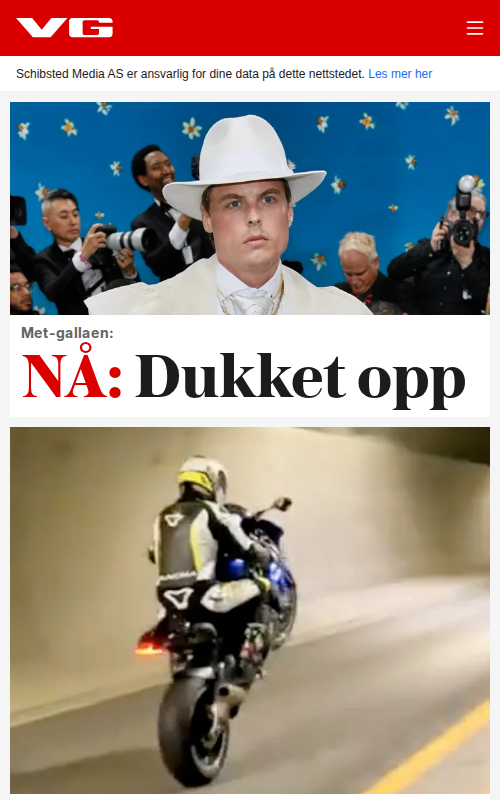 VG
Schibsted Media AS er ansvarlig for dine data på dette nettstedet. Les mer her
Met-gallaen:
NÅ: Dukket opp